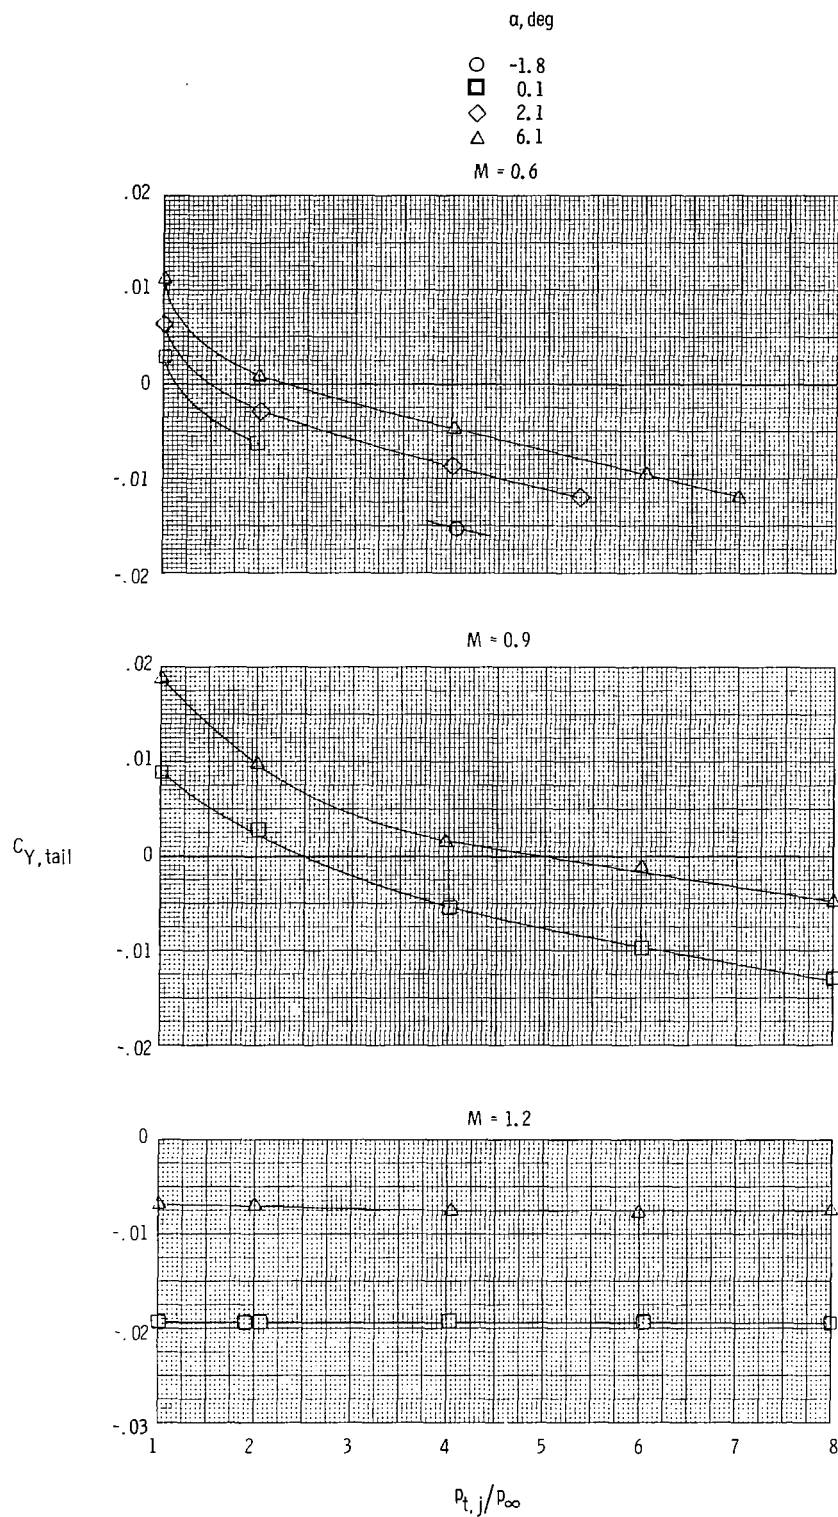 α, deg
-1.8
0.1
2.1
6.1
M = 0.6
.02
.01
0
-.01
-.02
M = 0.9
.02
.01
0
-.01
-.02
C_Y, tail
M = 1.2
0
-.01
-.02
-.03
1 2 3 4 5 6 7 8
p_t, j/p_∞